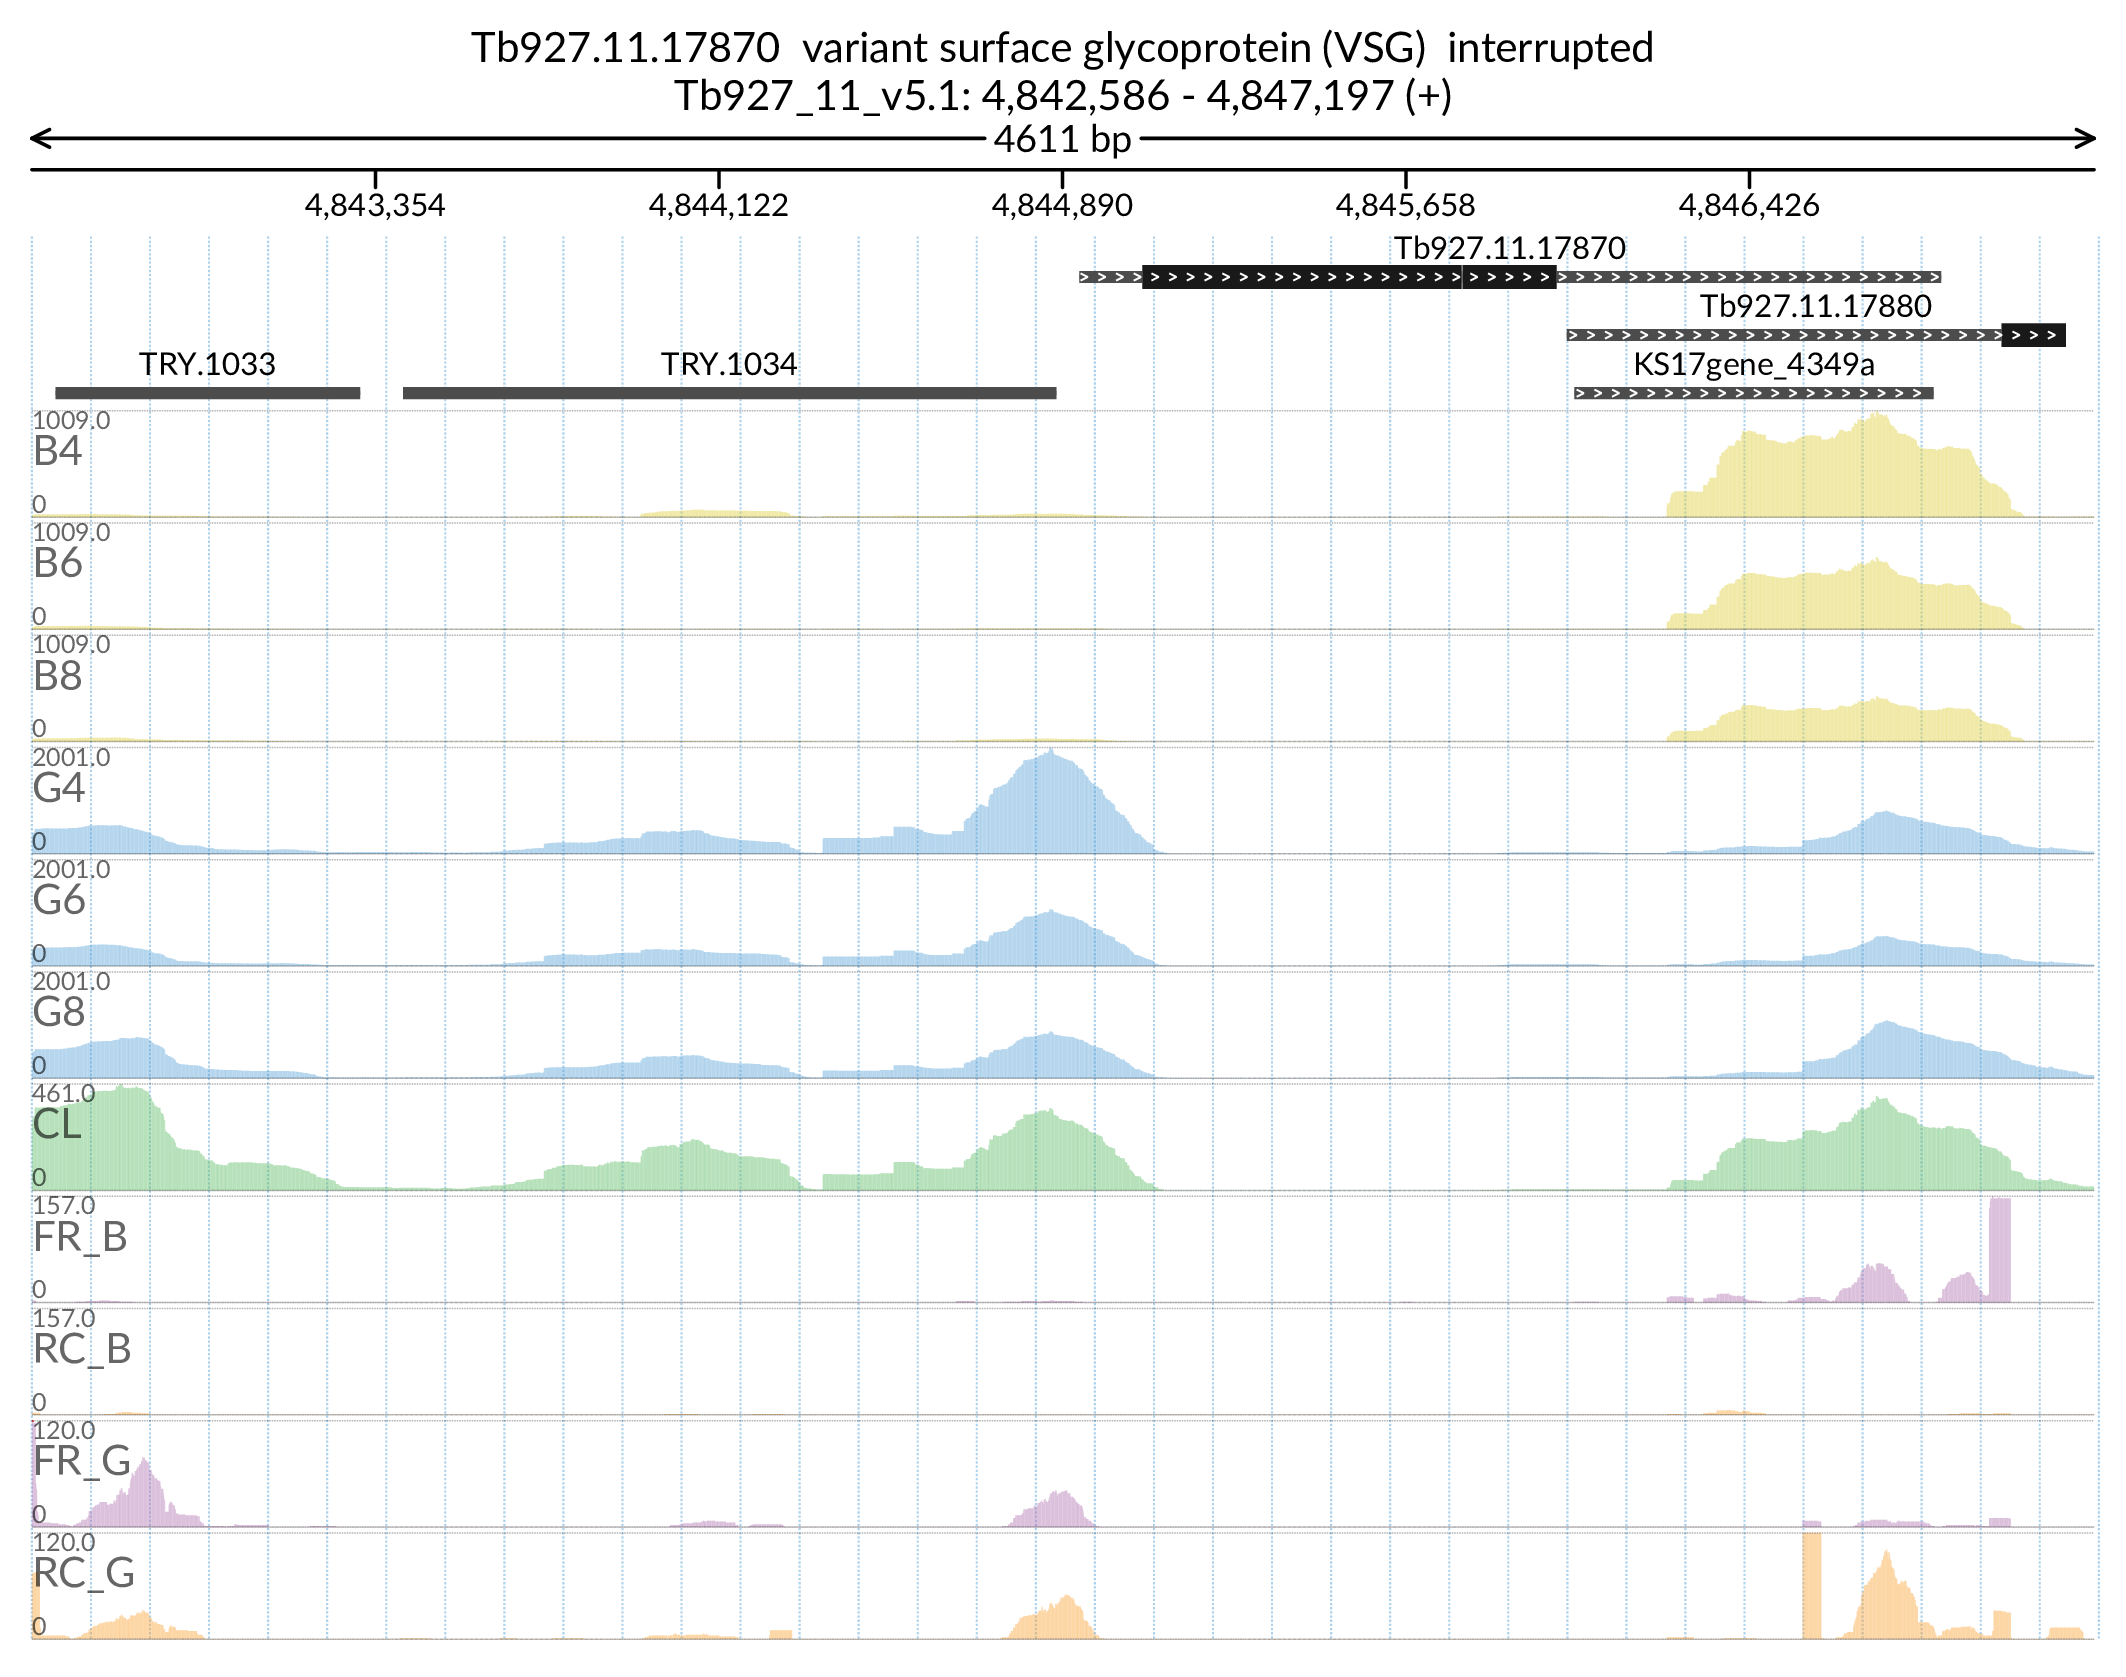 Tb927.11.17870  variant surface glycoprotein (VSG)  interrupted
Tb927_11_v5.1: 4,842,586 - 4,847,197 (+)
4611 bp
4,843,354 4,844,122 4,844,890 4,845,658 4,846,426
Tb927.11.17870
Tb927.11.17880
TRY.1033 TRY.1034 KS17gene_4349a
1009.0
B4
0
1009.0
B6
0
1009.0
B8
0
2001.0
G4
0
2001.0
G6
0
2001.0
G8
0
461.0
CL
0
157.0
FR_B
0
157.0
RC_B
0
120.0
FR_G
0
120.0
RC_G
0